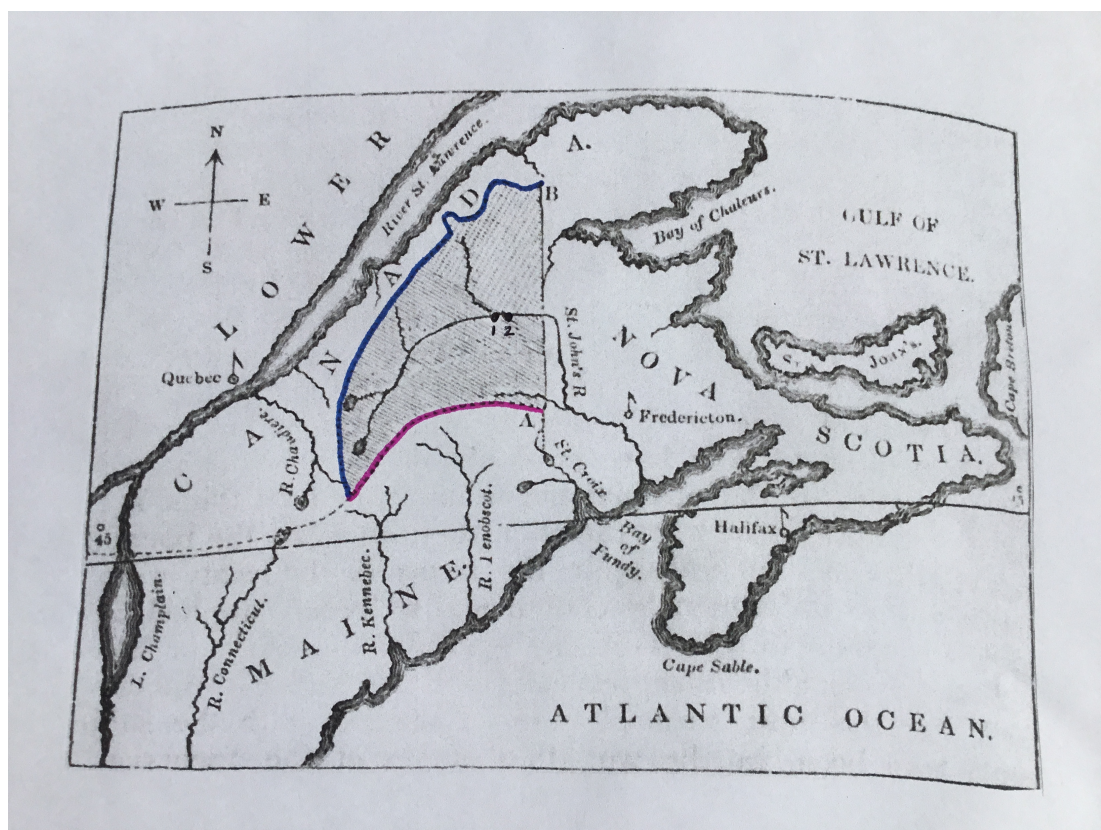 N
W E
S
LOWER
CANADA.
River St. Lawrence.
B
Bay of Chaleurs.
GULF OF
ST. LAWRENCE.
1 2
St. John's R
NOVA
SCOTIA.
St.
Cape Breton
Quebec
Fredericton.
A
R. Chaudiere.
St. Croix
45
Halifax
Bay
of
Fundy.
L. Champlain.
R. Connecticut.
R. Kennebec.
R. Penobscot.
MAINE.
Cape Sable.
ATLANTIC OCEAN.